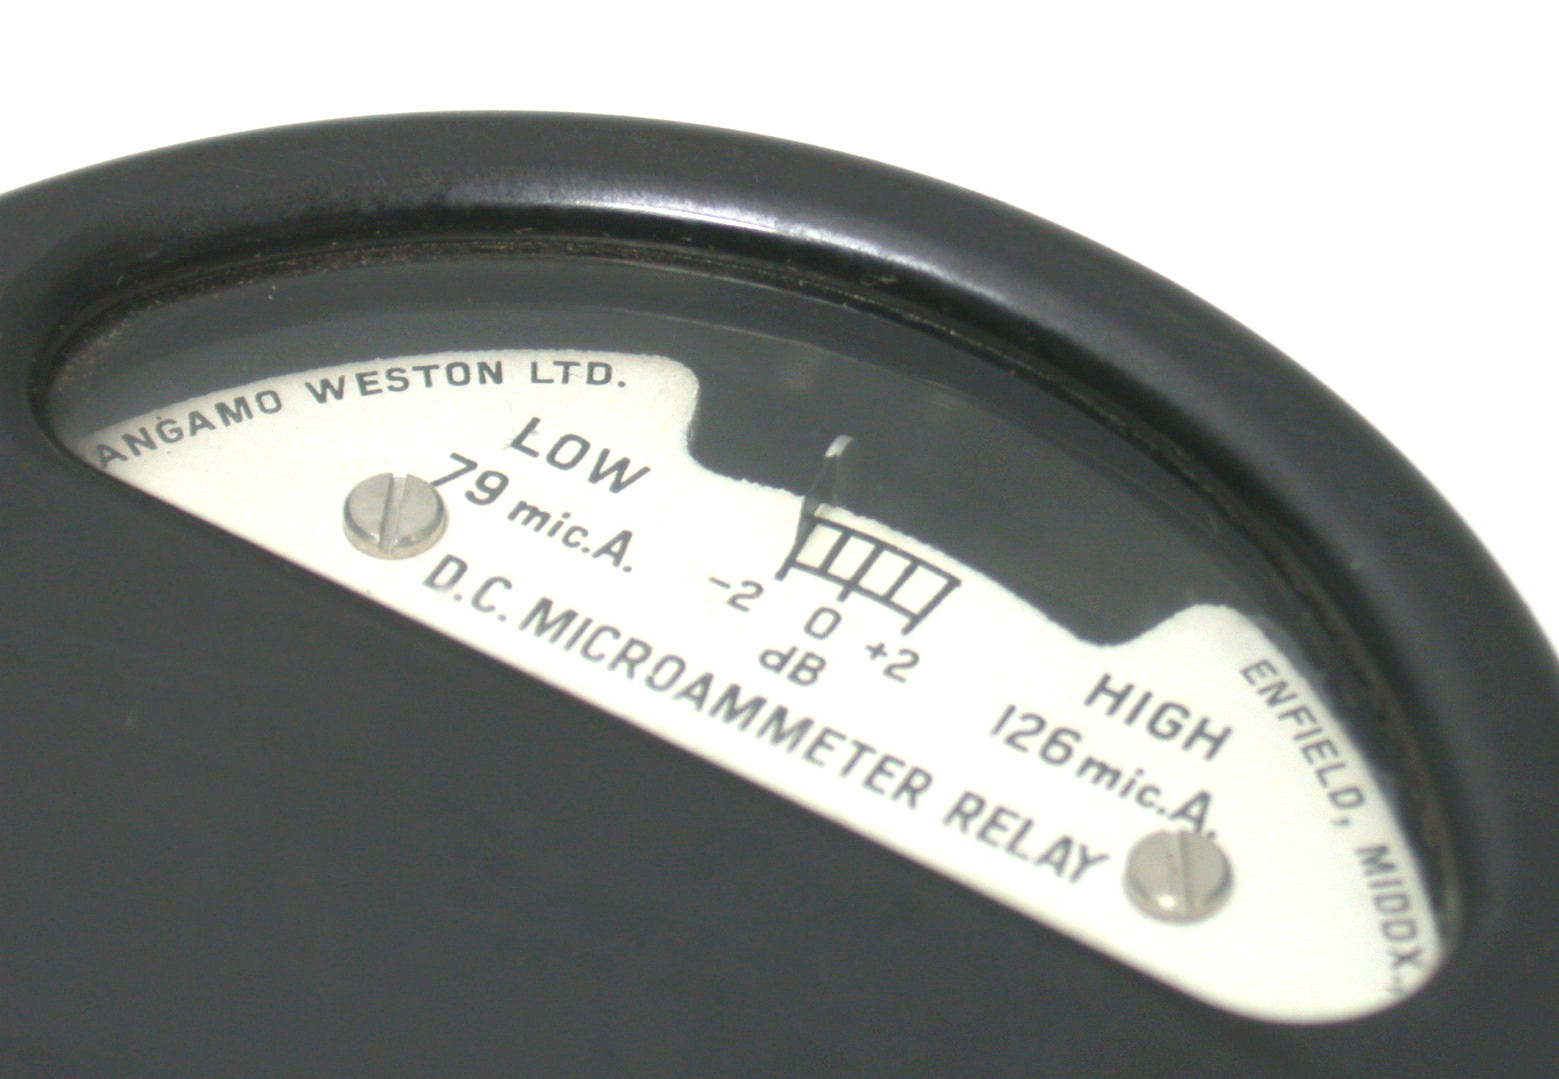 ANGAMO WESTON LTD.
LOW
79 mic.A.
-2 0 +2
dB
HIGH
126 mic.A.
D.C. MICROAMMETER RELAY
ENFIELD, MIDDX.,